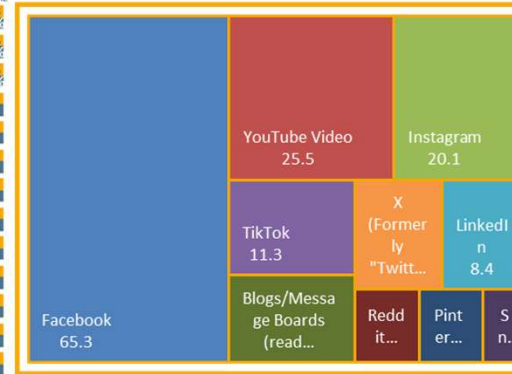 YouTube Video
25.5
Instagram
20.1
TikTok
11.3
X
(Former
ly
"Twitt...
LinkedI
n
8.4
Facebook
65.3
Blogs/Messa
ge Boards
(read...
Redd
it...
Pint
er...
S
n.